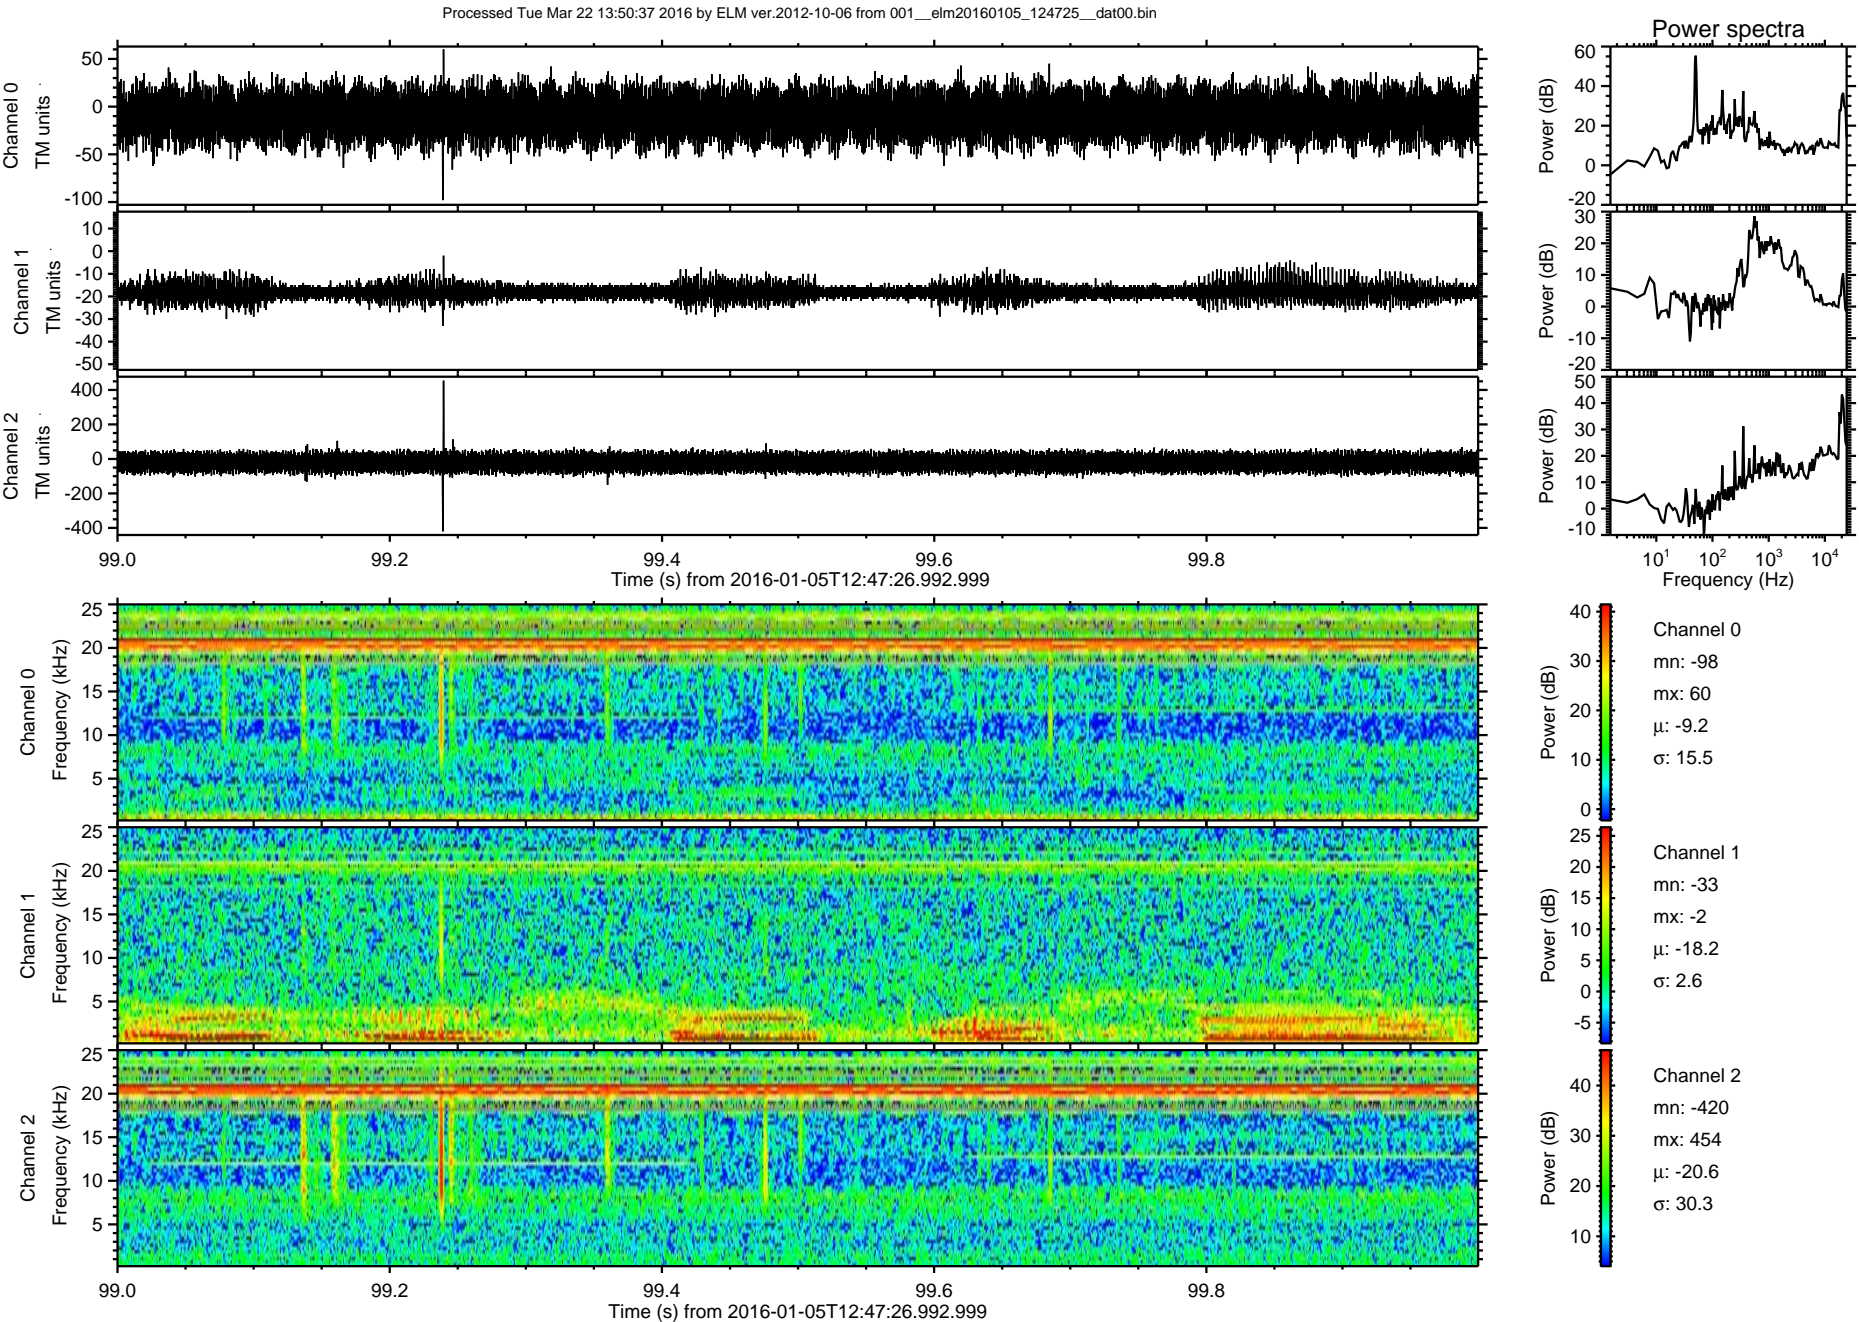 Processed Tue Mar 22 13:50:37 2016 by ELM ver.2012-10-06 from 001__elm20160105_124725__dat00.bin
Power spectra
Channel 0
TM units
50
0
-50
-100
Power (dB)
60
40
20
0
-20
Channel 1
TM units
10
0
-10
-20
-30
-40
-50
Power (dB)
30
20
10
0
-10
-20
Channel 2
TM units
400
200
0
-200
-400
Power (dB)
50
40
30
20
10
0
-10
99.0 99.2 99.4 99.6 99.8
Time (s) from 2016-01-05T12:47:26.992.999
10^1 10^2 10^3 10^4
Frequency (Hz)
Channel 0
Frequency (kHz)
25
20
15
10
5
Power (dB)
40
30
20
10
0
Channel 0
mn: -98
mx: 60
μ: -9.2
σ: 15.5
Channel 1
Frequency (kHz)
25
20
15
10
5
Power (dB)
25
20
15
10
5
0
-5
Channel 1
mn: -33
mx: -2
μ: -18.2
σ: 2.6
Channel 2
Frequency (kHz)
25
20
15
10
5
Power (dB)
40
30
20
10
Channel 2
mn: -420
mx: 454
μ: -20.6
σ: 30.3
99.0 99.2 99.4 99.6 99.8
Time (s) from 2016-01-05T12:47:26.992.999